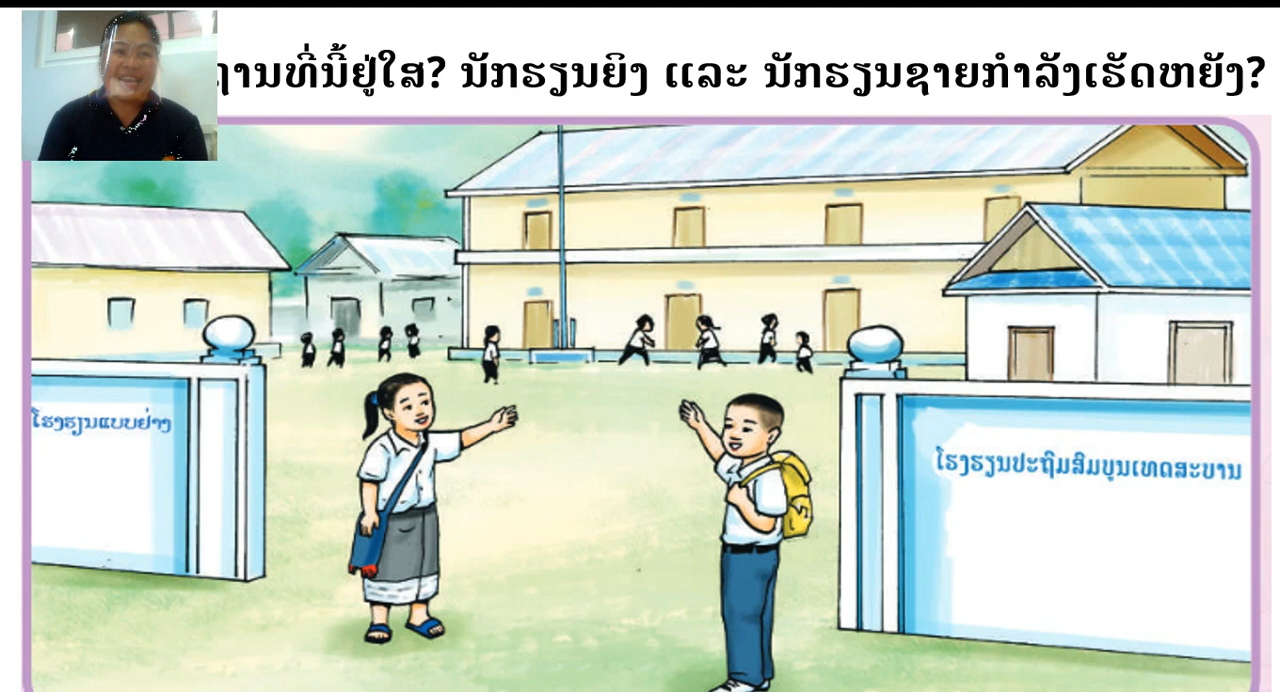 ຖານທີ່ນີ້ຢູ່ໃສ? ນັກຮຽນຍິງ ແລະ ນັກຮຽນຊາຍກໍາລັງເຮັດຫຍັງ?
ໂຮງຮຽນແບບຢ່າງ
ໂຮງຮຽນປະຖົມສົມບູນເທດສະບານ